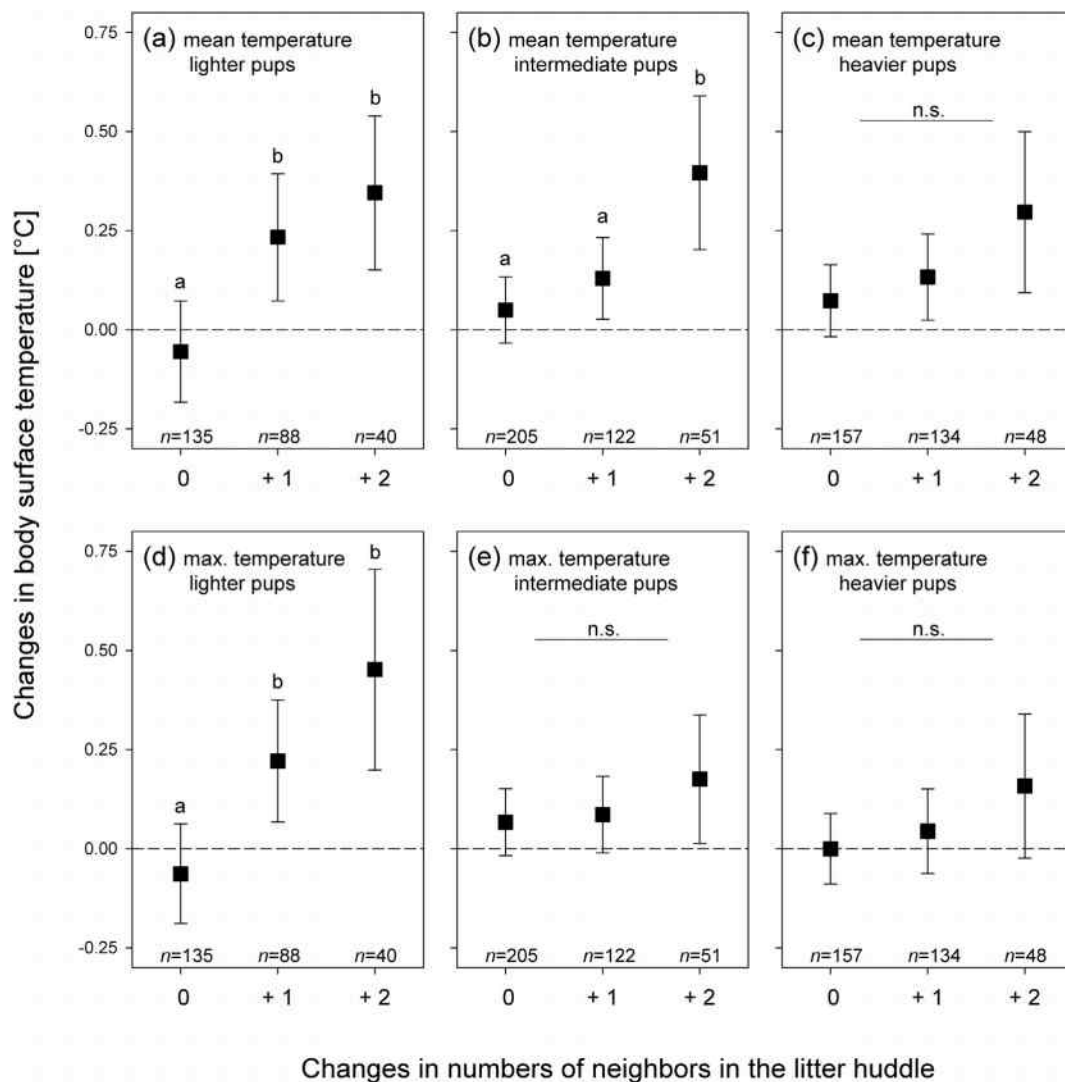 Changes in body surface temperature [°C]
(a) mean temperature
lighter pups
(b) mean temperature
intermediate pups
(c) mean temperature
heavier pups
0.75
0.50
0.25
0.00
-0.25
a
b
b
a
a
b
n.s.
n=135 n=88 n=40
n=205 n=122 n=51
n=157 n=134 n=48
0 + 1 + 2
0 + 1 + 2
0 + 1 + 2
(d) max. temperature
lighter pups
(e) max. temperature
intermediate pups
(f) max. temperature
heavier pups
0.75
0.50
0.25
0.00
-0.25
a
b
b
n.s.
n.s.
n=135 n=88 n=40
n=205 n=122 n=51
n=157 n=134 n=48
0 + 1 + 2
0 + 1 + 2
0 + 1 + 2
Changes in numbers of neighbors in the litter huddle